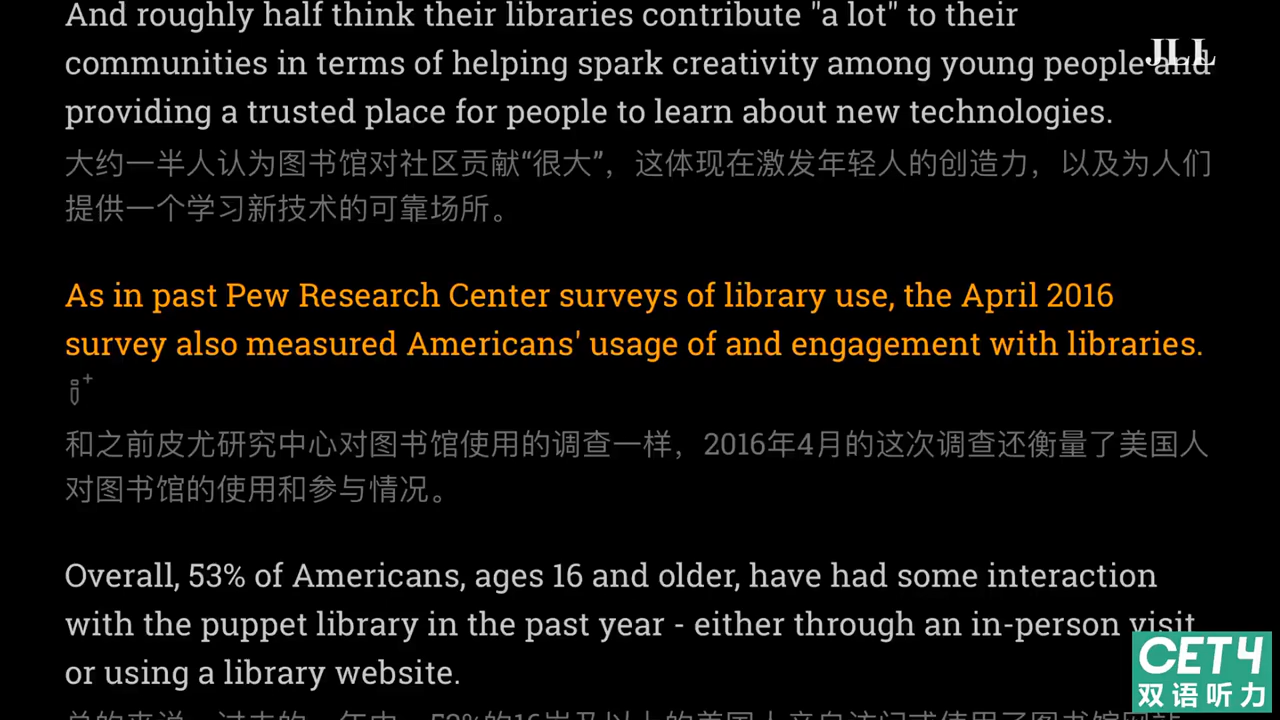 And roughly half think their libraries contribute "a lot" to their
communities in terms of helping spark creativity among young people and
JLL
providing a trusted place for people to learn about new technologies.
大约一半人认为图书馆对社区贡献“很大”，这体现在激发年轻人的创造力，以及为人们
提供一个学习新技术的可靠场所。
As in past Pew Research Center surveys of library use, the April 2016
survey also measured Americans' usage of and engagement with libraries.
和之前皮尤研究中心对图书馆使用的调查一样，2016年4月的这次调查还衡量了美国人
对图书馆的使用和参与情况。
Overall, 53% of Americans, ages 16 and older, have had some interaction
with the puppet library in the past year - either through an in-person visit
or using a library website.
CET4
双语听力